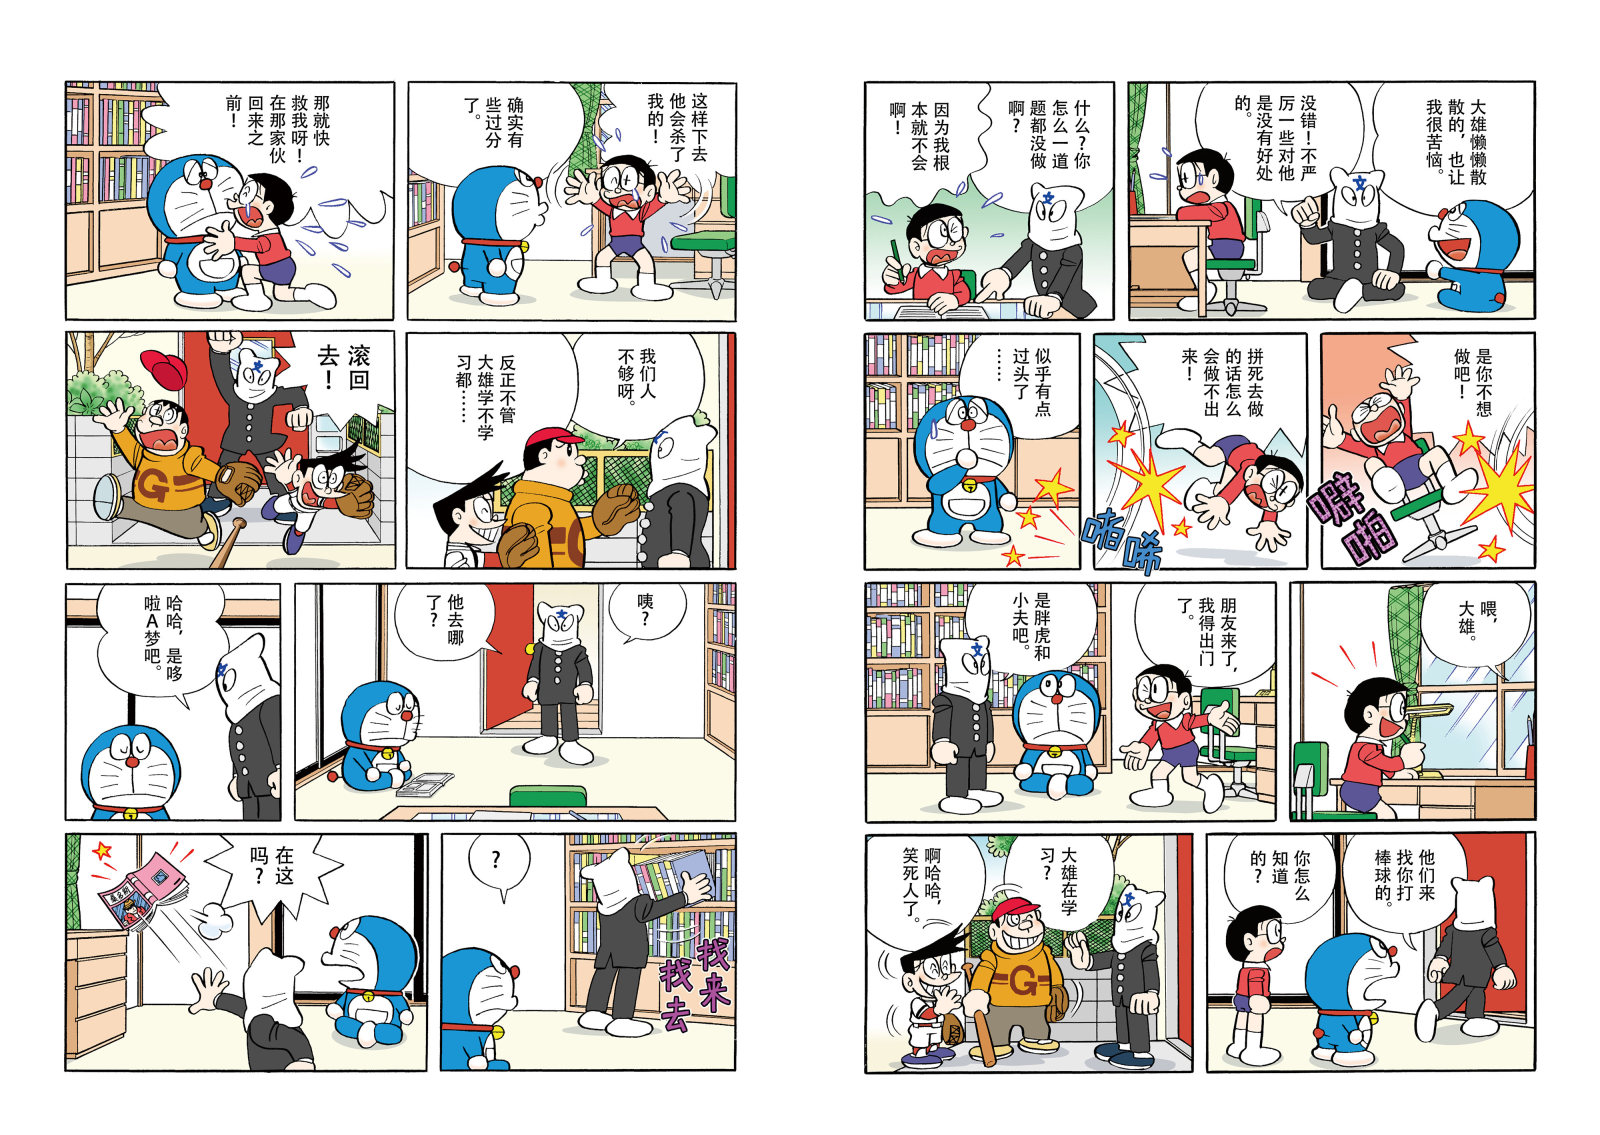 大雄懒懒散
散的，也让
我很苦恼。
没错！不严
厉一些对他
是没有好处
的。
什么？你
怎么一道
题都没做
啊？
因为我根
本就不会
啊！
是你不想
做吧！
噼啪
拼死去做
的话怎么
会做不出
来！
啪唏
似乎有点
过头了
……
喂，
大雄。
朋友来了，
我得出门
了。
是胖虎和
小夫吧。
他们来
找你打
棒球的。
你怎么
知道
的？
大雄在学
习？
啊哈哈，
笑死人了。
G
这样下去
他会杀了
我的！
确实有
些过分
了。
那就快
救我呀！
在那家伙
回来之
前！
我们人
不够呀。
反正不管
大雄学不学
习都……
滚回
去！
G
咦？
他去哪
了？
哈哈，是哆
啦A梦吧。
？
找来
找去
在这
吗？